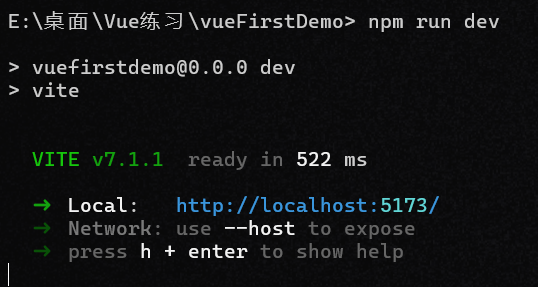 E:\桌面\Vue练习\vueFirstDemo> npm run dev
> vuefirstdemo@0.0.0 dev
> vite
VITE v7.1.1 ready in 522 ms
➜ Local: http://localhost:5173/
➜ Network: use --host to expose
➜ press h + enter to show help